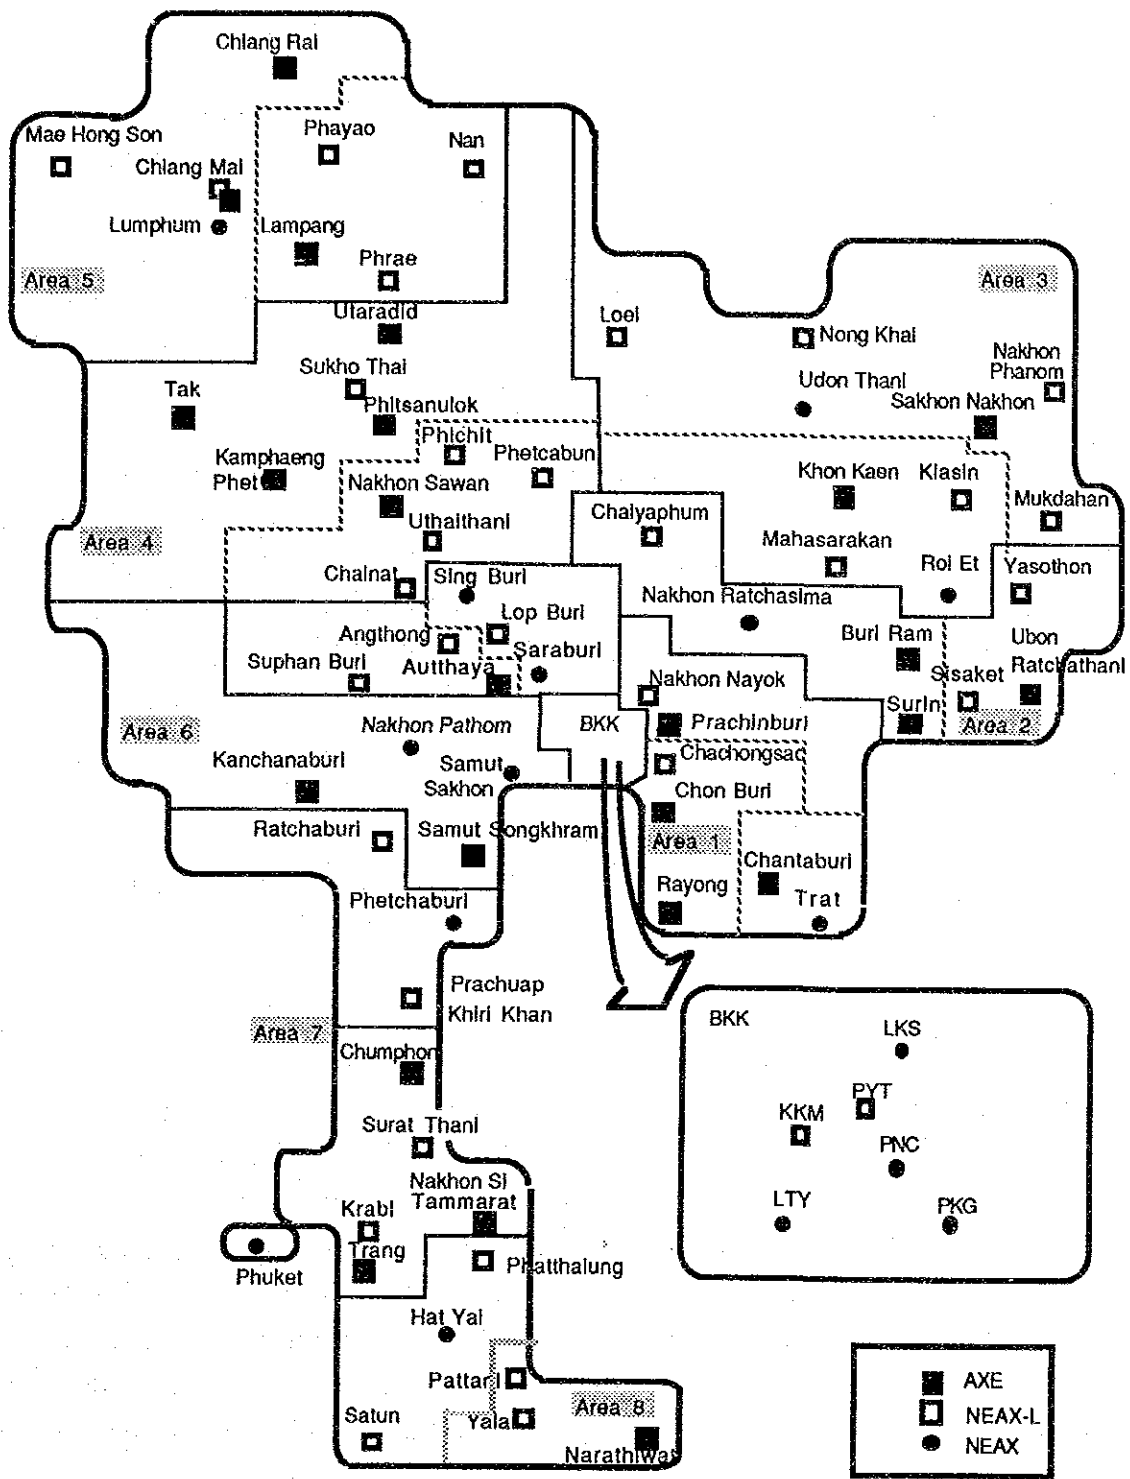 Chiang Rai
Mae Hong Son
Phayao
Nan
Chiang Mai
Lumphum
Lampang
Phrae
Area 5
Area 3
Utaradid
Loei
Nong Khai
Nakhon
Phanom
Sukho Thai
Udon Thani
Tak
Phitsanulok
Sakhon Nakhon
Phichit
Phetcabun
Kamphaeng
Phet
Nakhon Sawan
Khon Kaen
Klasin
Mukdahan
Uthaithani
Chaiyaphum
Area 4
Mahasarakan
Chainat
Sing Buri
Roi Et
Yasothon
Lop Buri
Nakhon Ratchasima
Angthong
Buri Ram
Ubon
Ratchathani
Suphan Buri
Autthaya
Saraburi
Sisaket
Nakhon Nayok
Surin
Area 2
Area 6
Nakhon Pathom
BKK
Prachinburi
Kanchanaburi
Samut
Sakhon
Chachongsao
Chon Buri
Ratchaburi
Samut Songkhram
Area 1
Chantaburi
Phetchaburi
Rayong
Trat
Prachuap
Khiri Khan
Area 7
BKK
LKS
Chumphon
PYT
KKM
Surat Thani
PNC
Nakhon Si
Tammarat
LTY
PKG
Krabi
Trang
Phuket
Phatthalung
Hat Yai
Pattani
Area 8
Satun
Yala
Narathiwat
AXE
NEAX-L
NEAX